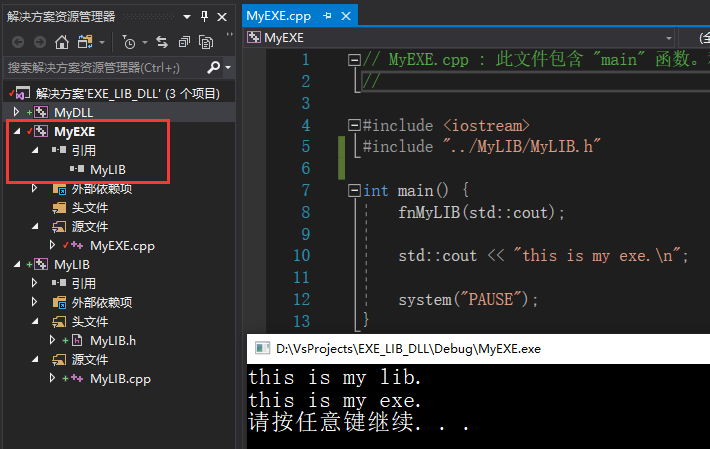 解决方案资源管理器
搜索解决方案资源管理器(Ctrl+;)
解决方案'EXE_LIB_DLL' (3 个项目)
MyDLL
MyEXE
引用
MyLIB
外部依赖项
头文件
源文件
MyEXE.cpp
MyLIB
引用
外部依赖项
头文件
MyLIB.h
源文件
MyLIB.cpp
MyEXE.cpp
MyEXE
1 // MyEXE.cpp : 此文件包含 "main" 函数。
2 //
3
4 #include <iostream>
5 #include "../MyLIB/MyLIB.h"
6
7 int main() {
8 fnMyLIB(std::cout);
9
10 std::cout << "this is my exe.\n";
11
12 system("PAUSE");
13 }
D:\VsProjects\EXE_LIB_DLL\Debug\MyEXE.exe
this is my lib.
this is my exe.
请按任意键继续. . .